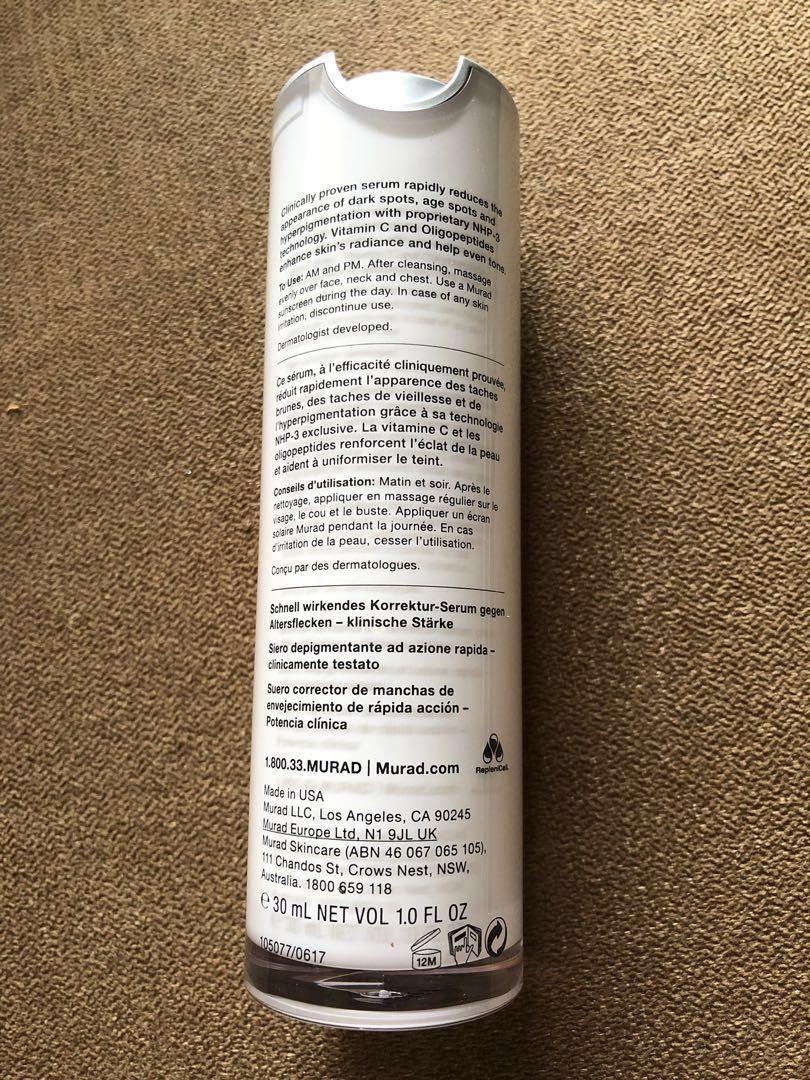 Clinically proven serum rapidly reduces the
appearance of dark spots, age spots and
hyperpigmentation with proprietary NHP-3
technology. Vitamin C and Oligopeptides
enhance skin's radiance and help even tone.
To Use: AM and PM. After cleansing, massage
evenly over face, neck and chest. Use a Murad
sunscreen during the day. In case of any skin
irritation, discontinue use.
Dermatologist developed.
Ce sérum, à l'efficacité cliniquement prouvée,
réduit rapidement l'apparence des taches
brunes, des taches de vieillesse et de
l'hyperpigmentation grâce à sa technologie
NHP-3 exclusive. La vitamine C et les
oligopeptides renforcent l'éclat de la peau
et aident à uniformiser le teint.
Conseils d'utilisation: Matin et soir. Après le
nettoyage, appliquer en massage régulier sur le
visage, le cou et le buste. Appliquer un écran
solaire Murad pendant la journée. En cas
d'irritation de la peau, cesser l'utilisation.
Conçu par des dermatologues.
Schnell wirkendes Korrektur-Serum gegen
Altersflecken – klinische Stärke
Siero depigmentante ad azione rapida –
clinicamente testato
Suero corrector de manchas de
envejecimiento de rápida acción –
Potencia clínica
1.800.33.MURAD | Murad.com
RepleniCell
Made in USA
Murad LLC, Los Angeles, CA 90245
Murad Europe Ltd, N1 9JL UK
Murad Skincare (ABN 46 067 065 105),
111 Chandos St, Crows Nest, NSW,
Australia. 1800 659 118
℮ 30 mL NET VOL 1.0 FL OZ
105077/0617
12M